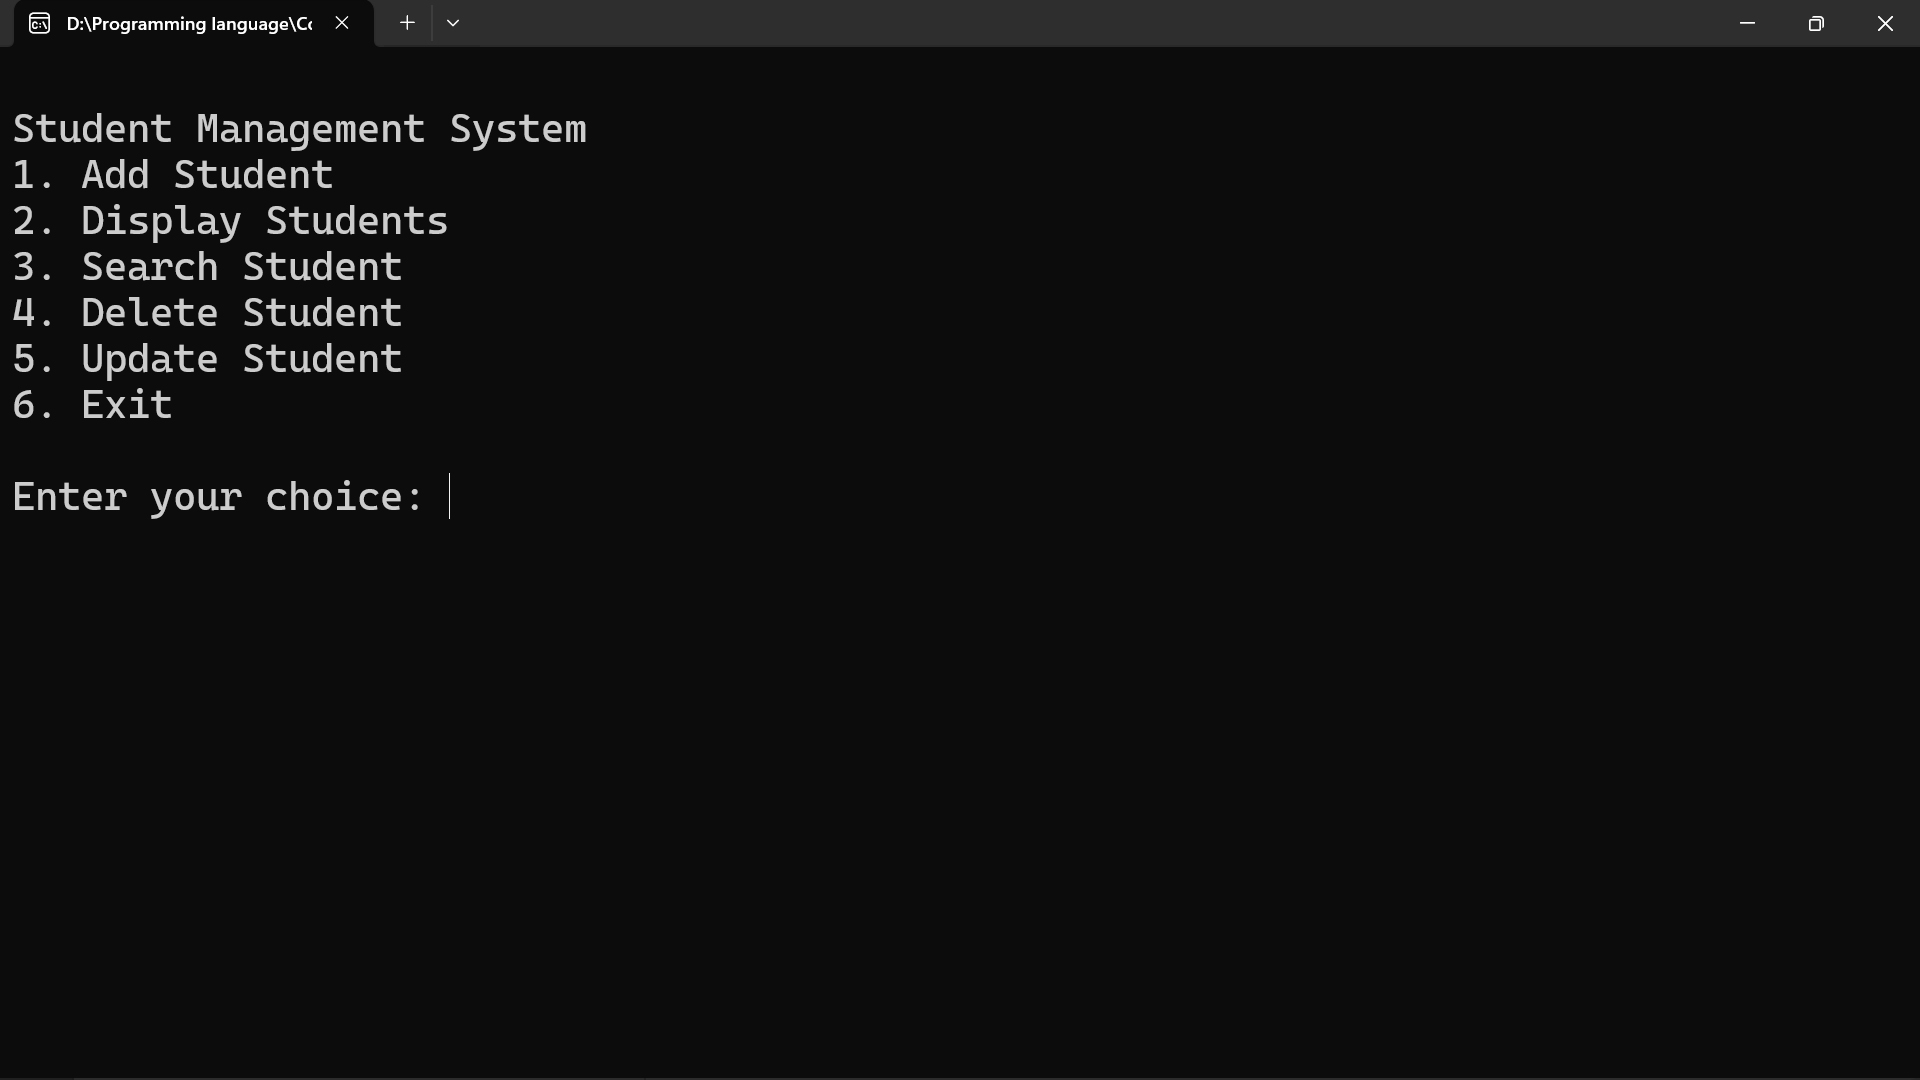 D:\Programming language\Cc
Student Management System
1. Add Student
2. Display Students
3. Search Student
4. Delete Student
5. Update Student
6. Exit
Enter your choice: